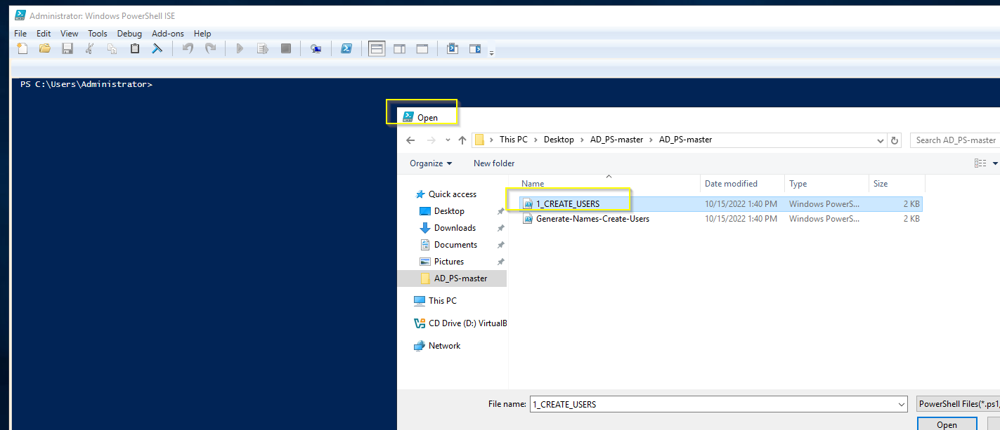 Administrator: Windows PowerShell ISE
File Edit View Tools Debug Add-ons Help
PS C:\Users\Administrator>
Open
This PC > Desktop > AD_PS-master > AD_PS-master
Search AD_PS-master
Organize New folder
Name Date modified Type Size
Quick access
1_CREATE_USERS 10/15/2022 1:40 PM Windows PowerS... 2 KB
Desktop
Generate-Names-Create-Users 10/15/2022 1:40 PM Windows PowerS... 2 KB
Downloads
Documents
Pictures
AD_PS-master
This PC
CD Drive (D:) VirtualB
Network
File name: 1_CREATE_USERS PowerShell Files(*.ps1;
Open